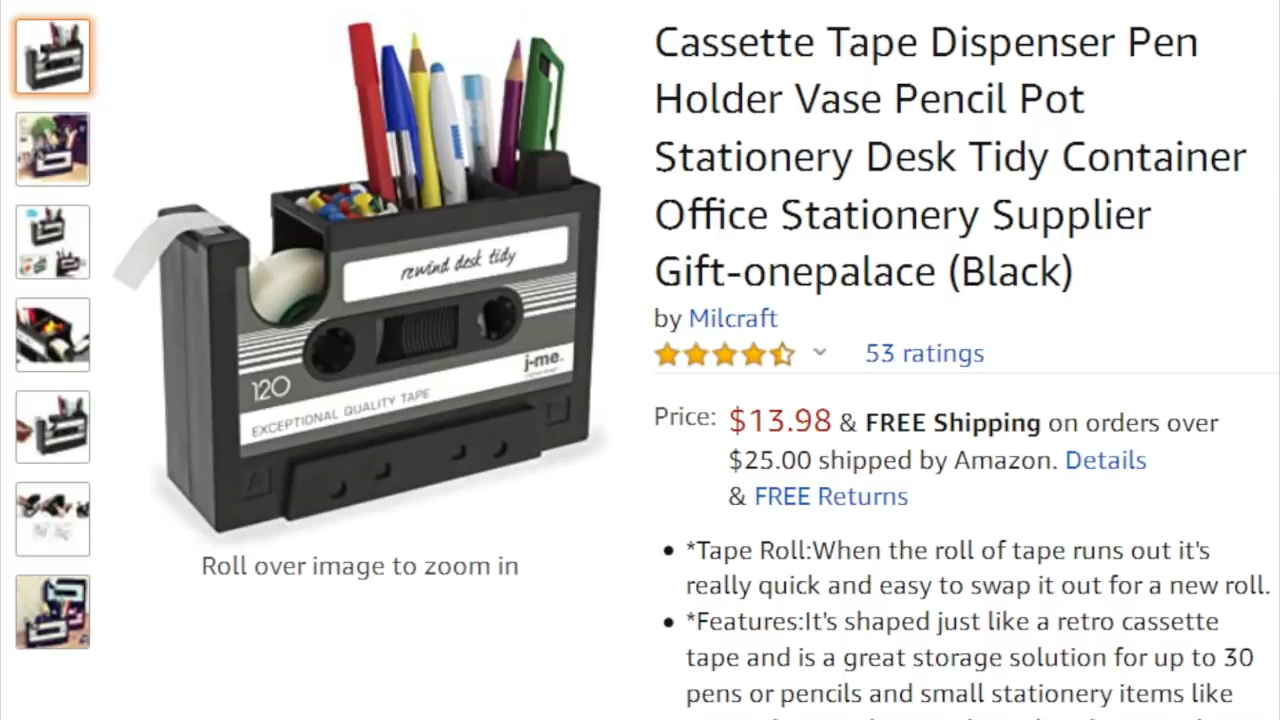 Cassette Tape Dispenser Pen
Holder Vase Pencil Pot
Stationery Desk Tidy Container
Office Stationery Supplier
Gift-onepalace (Black)
by Milcraft
53 ratings
Price: $13.98 & FREE Shipping on orders over
$25.00 shipped by Amazon. Details
& FREE Returns
• *Tape Roll:When the roll of tape runs out it's
really quick and easy to swap it out for a new roll.
• *Features:It's shaped just like a retro cassette
tape and is a great storage solution for up to 30
pens or pencils and small stationery items like
rewind desk tidy
j-me.
120
EXCEPTIONAL QUALITY TAPE
A
Roll over image to zoom in